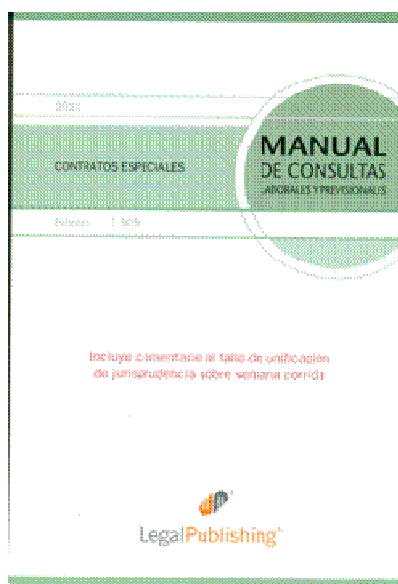 CONTRATOS ESPECIALES
MANUAL
DE CONSULTAS
LABORALES Y PREVISIONALES
Incluye comentario al fallo de unificación
de jurisprudencia sobre semana corrida
LegalPublishing